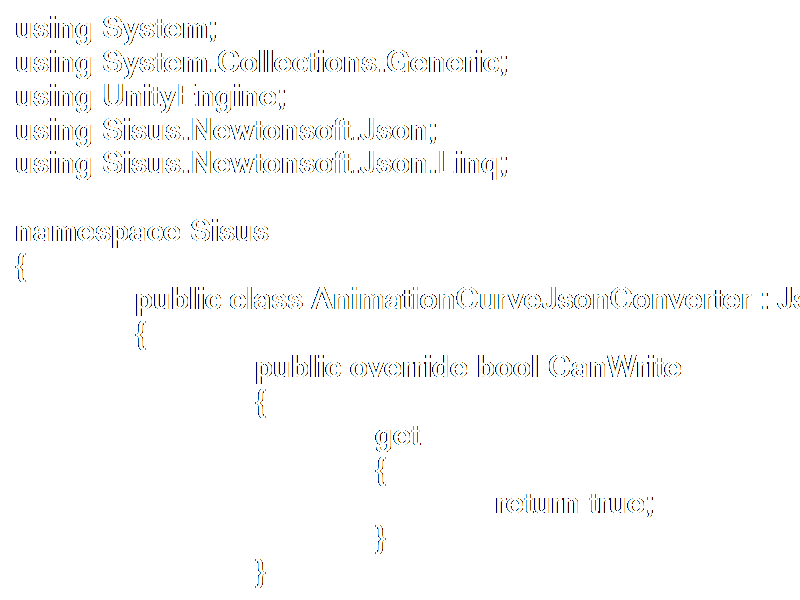 using System;
using System.Collections.Generic;
using UnityEngine;
using Sisus.Newtonsoft.Json;
using Sisus.Newtonsoft.Json.Linq;
namespace Sisus
{
public class AnimationCurveJsonConverter : Js
{
public override bool CanWrite
{
get
{
return true;
}
}